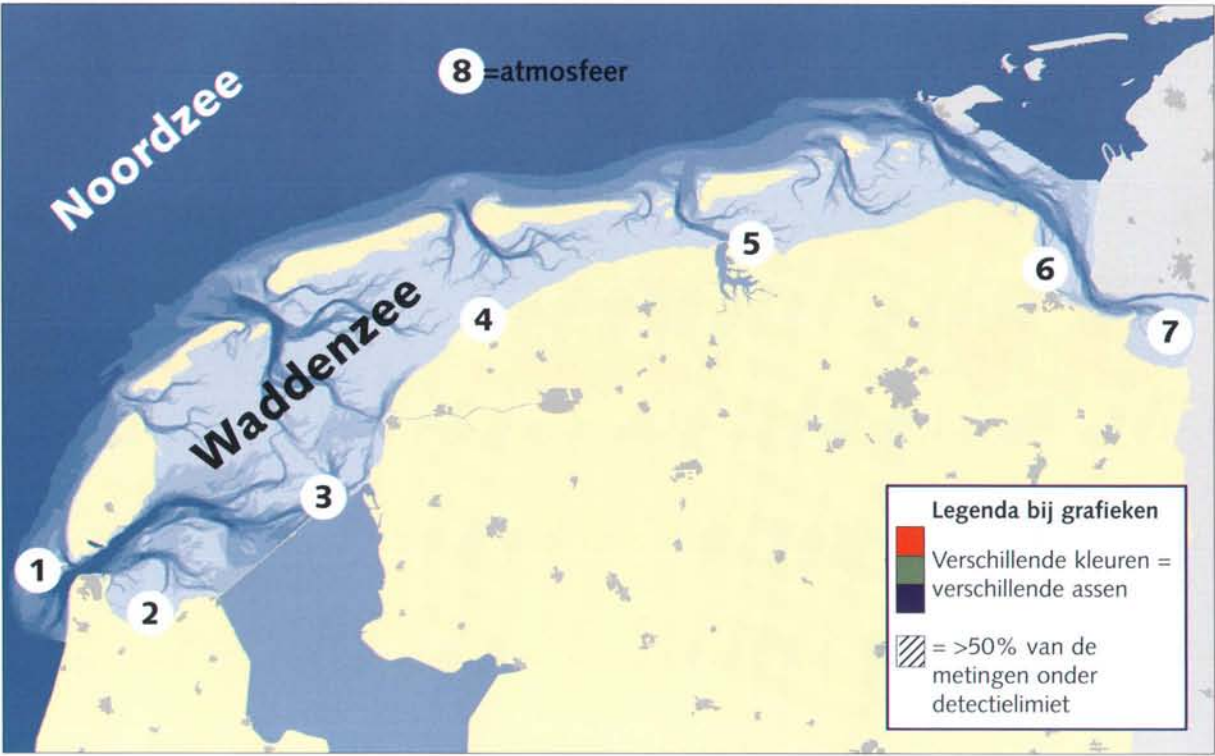 8 =atmosfeer
Noordzee
Waddenzee
5
6
4
7
3
1
2
Legenda bij grafieken
Verschillende kleuren =
verschillende assen
= >50% van de
metingen onder
detectielimiet